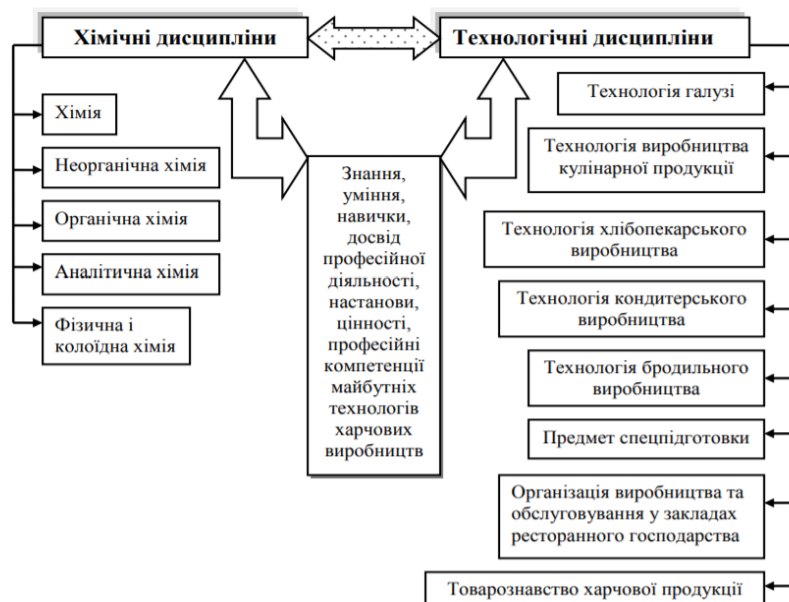 Хімічні дисципліни
Технологічні дисципліни
Хімія
Неорганічна хімія
Органічна хімія
Аналітична хімія
Фізична і
колоїдна хімія
Знання,
уміння,
навички,
досвід
професійної
діяльності,
настанови,
цінності,
професійні
компетенції
майбутніх
технологів
харчових
виробництв
Технологія галузі
Технологія виробництва
кулінарної продукції
Технологія хлібопекарського
виробництва
Технологія кондитерського
виробництва
Технологія бродильного
виробництва
Предмет спецпідготовки
Організація виробництва та
обслуговування у закладах
ресторанного господарства
Товарознавство харчової продукції